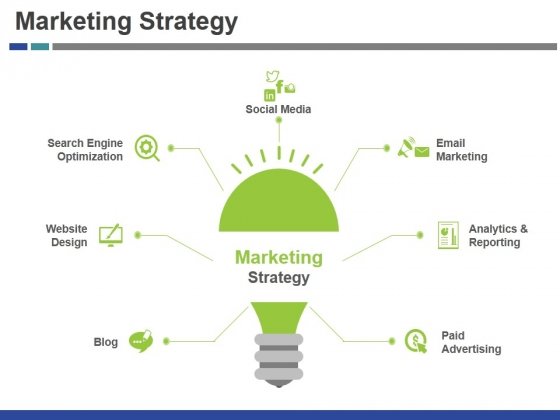 Marketing Strategy
Social Media
Search Engine
Optimization
Email
Marketing
Website
Design
Analytics &
Reporting
Marketing
Strategy
Blog
Paid
Advertising